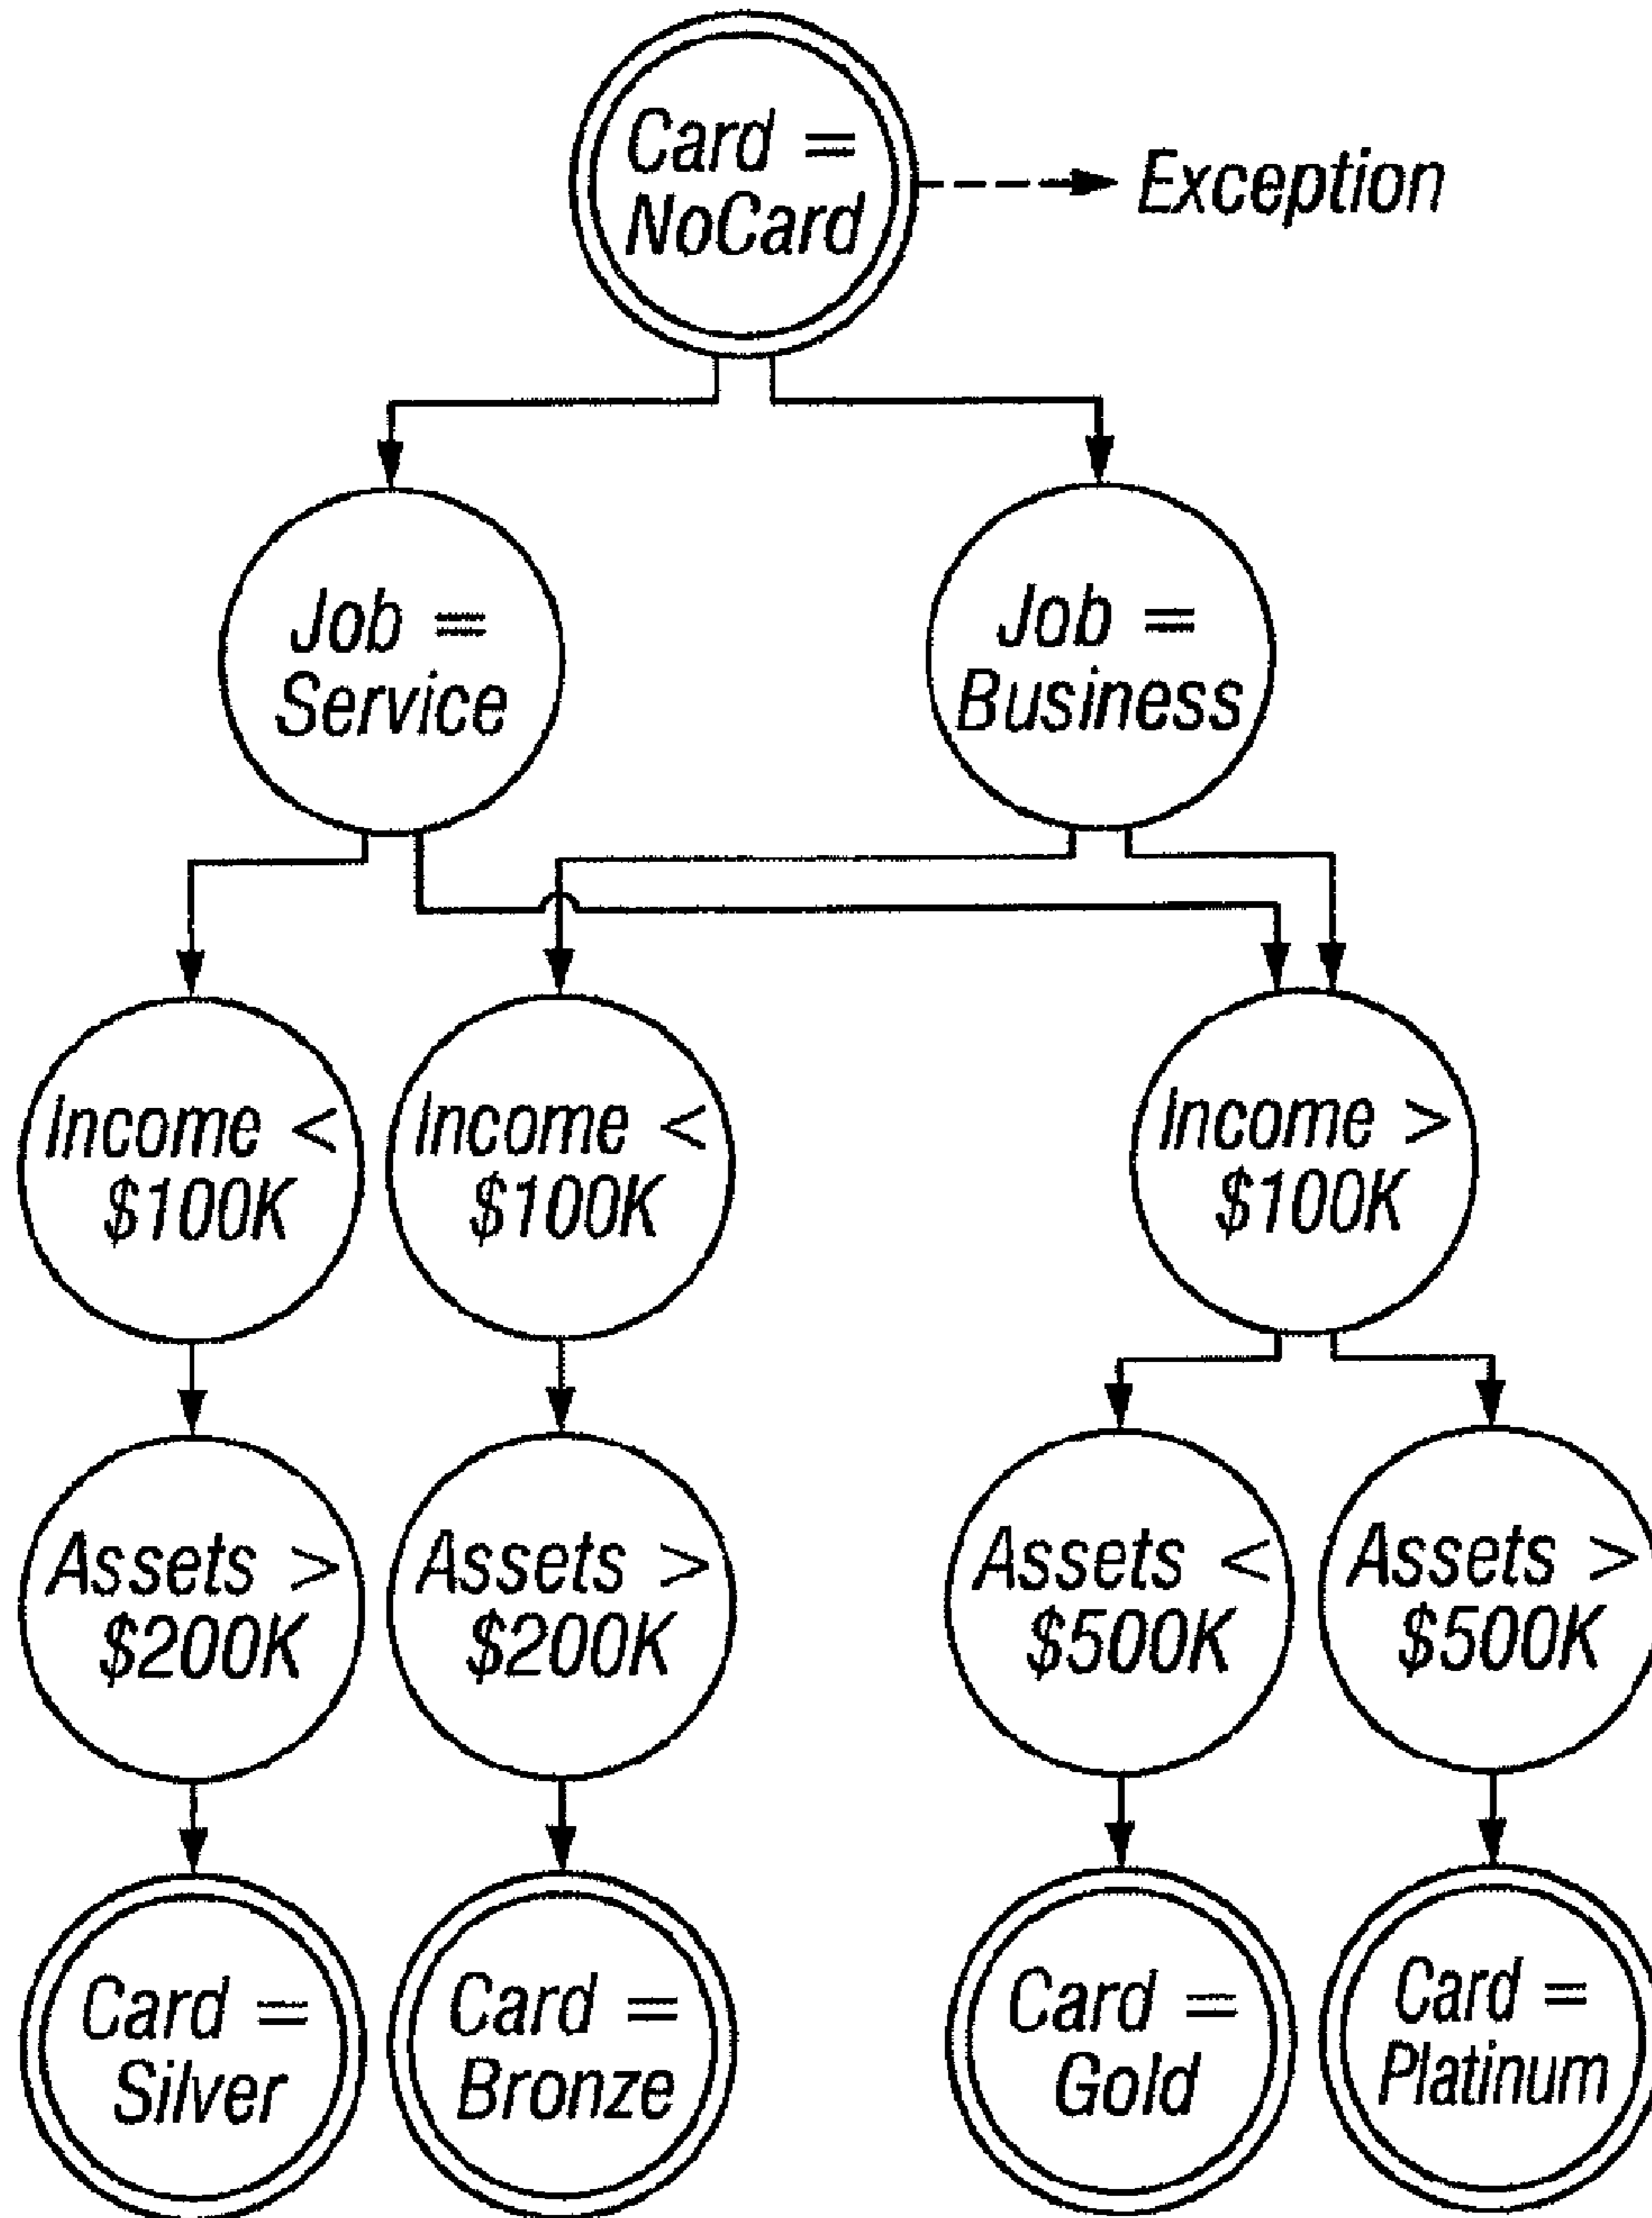 Card =
NoCard
Exception
Job =
Service
Job =
Business
Income <
$100K
Income <
$100K
Income >
$100K
Assets >
$200K
Assets >
$200K
Assets <
$500K
Assets >
$500K
Card =
Silver
Card =
Bronze
Card =
Gold
Card =
Platinum